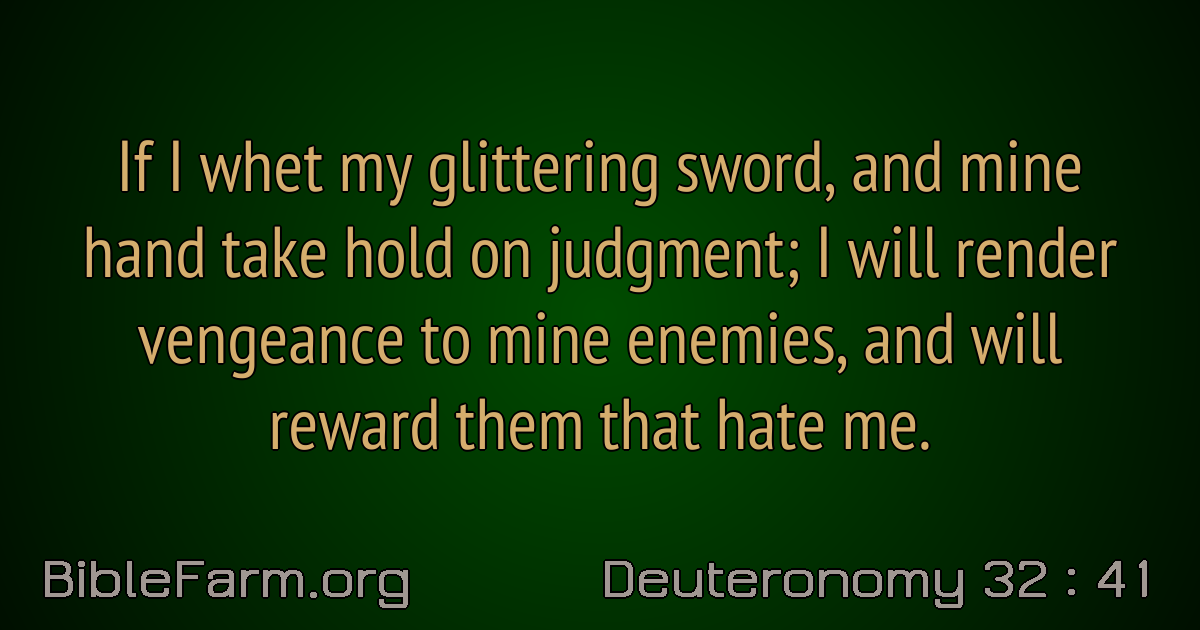 If I whet my glittering sword, and mine
hand take hold on judgment; I will render
vengeance to mine enemies, and will
reward them that hate me.
BibleFarm.org Deuteronomy 32 : 41